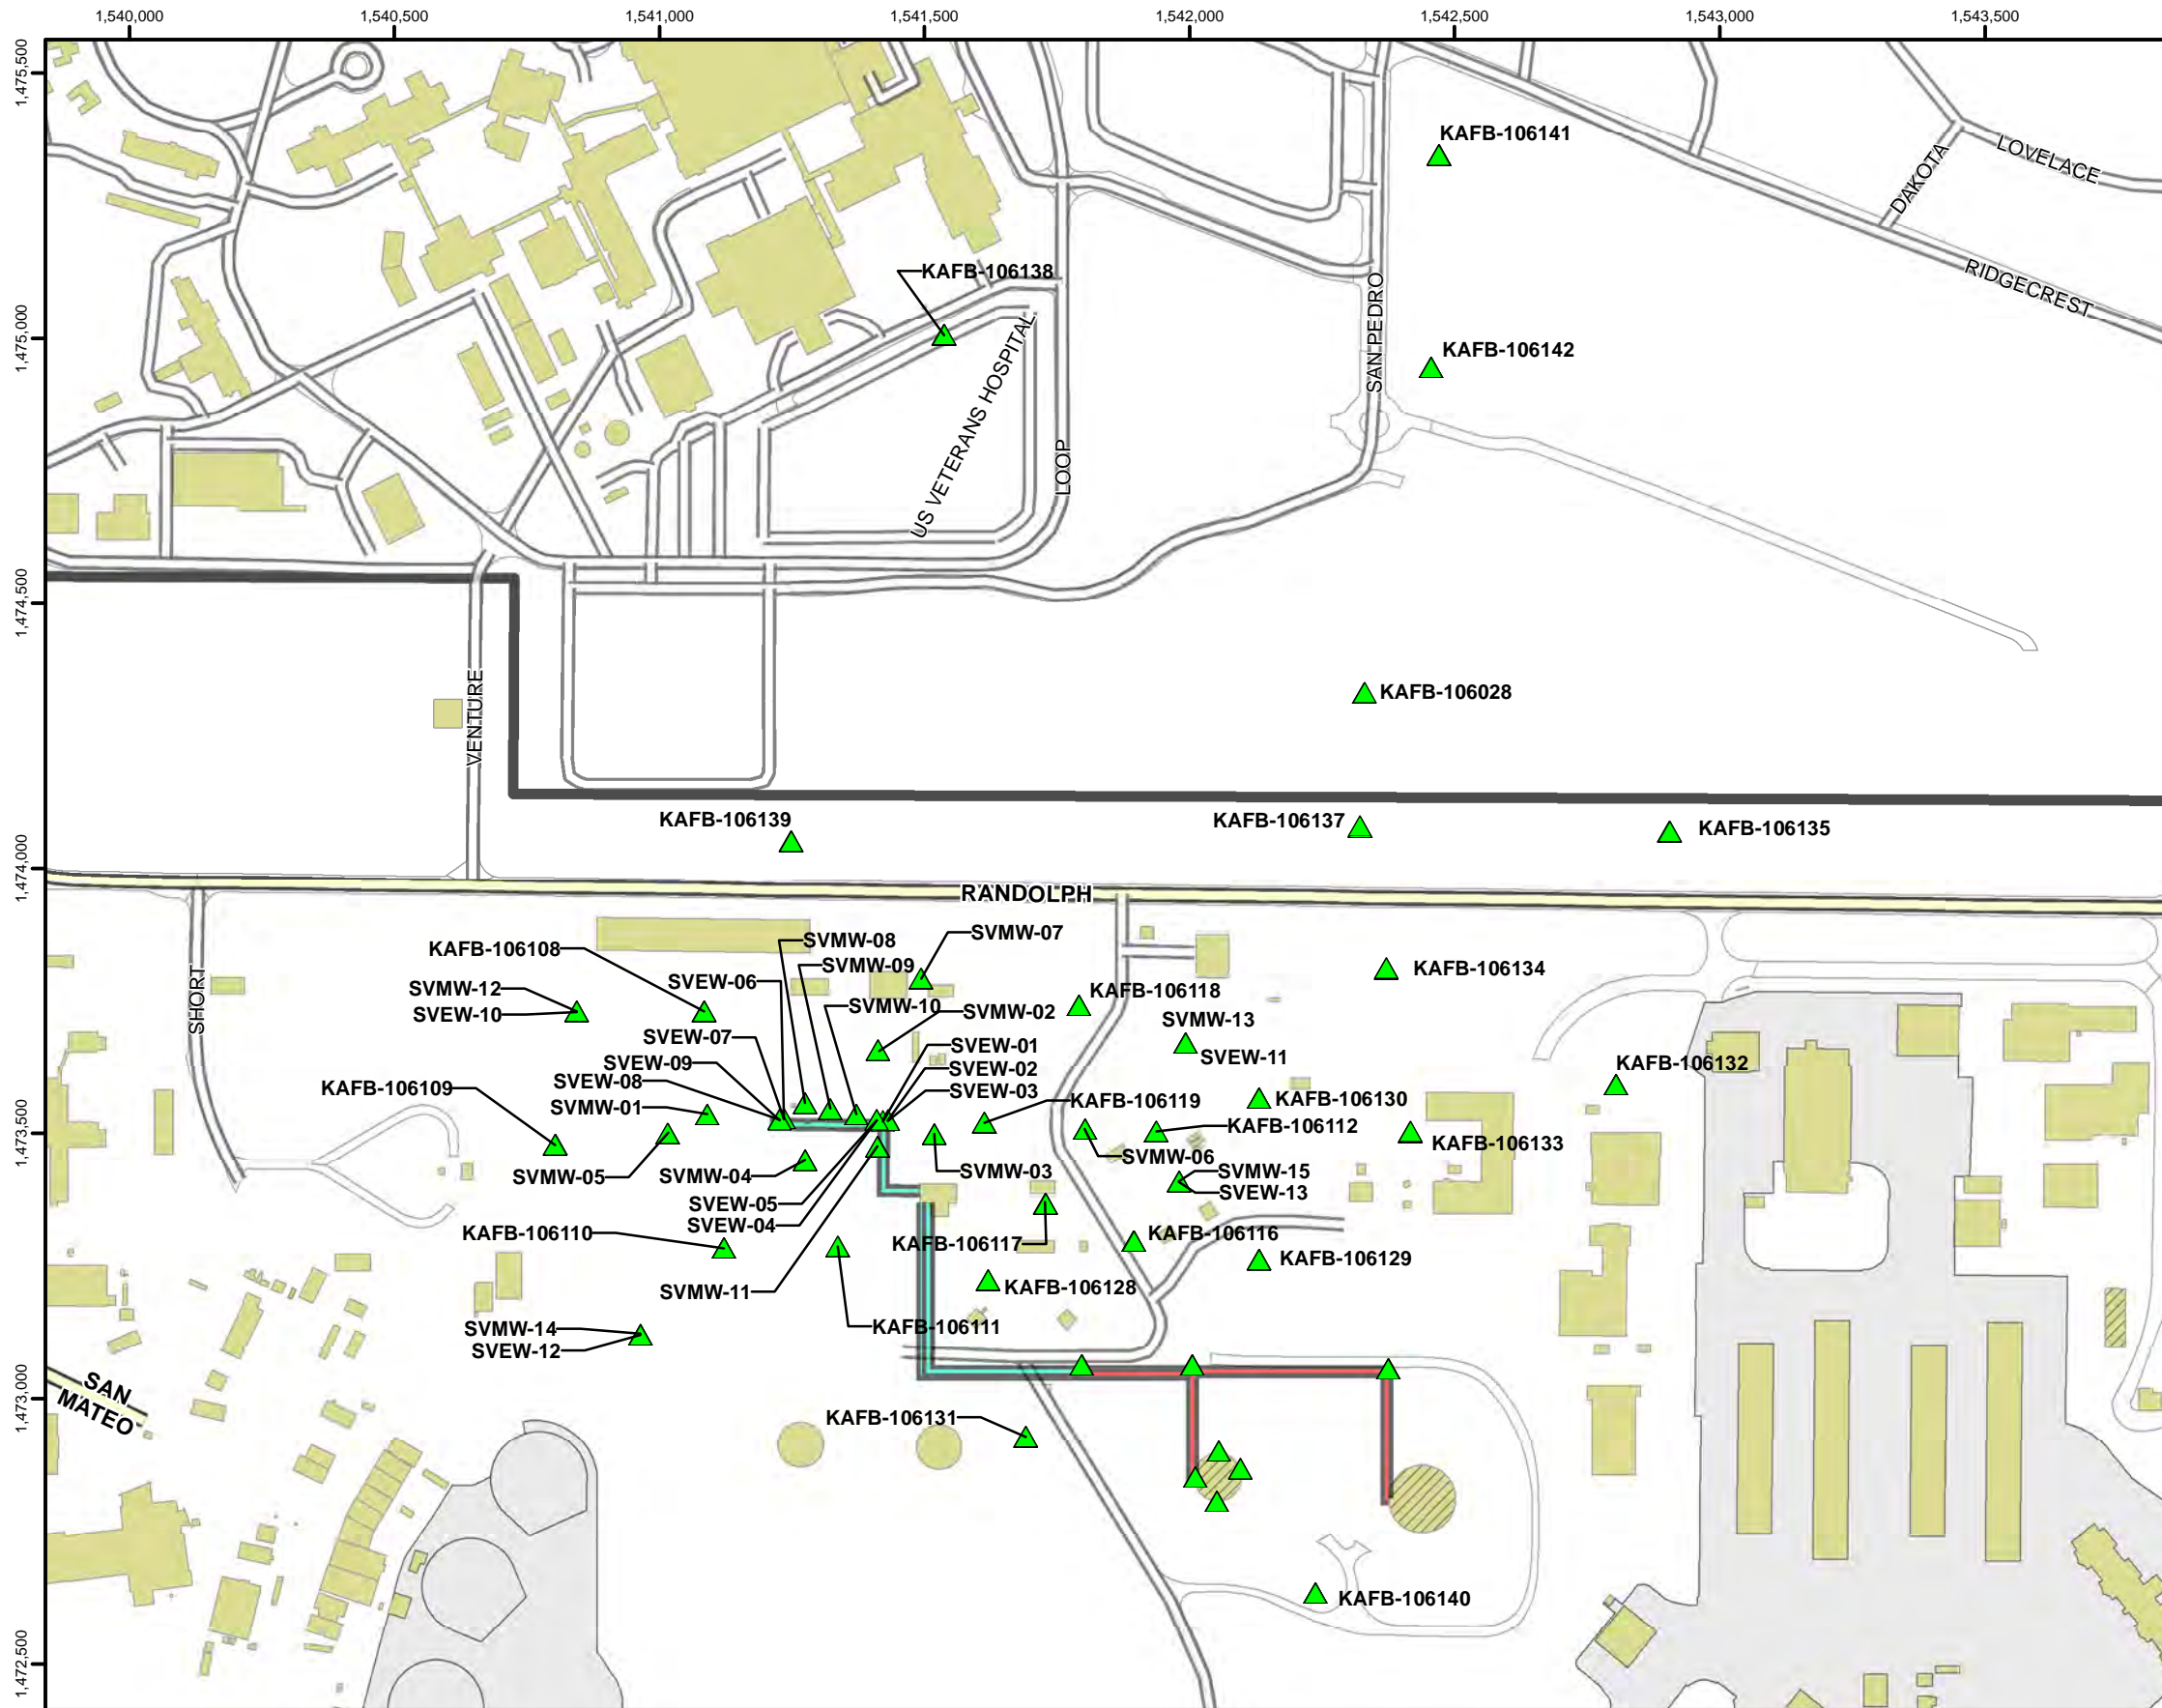 1,540,000
1,540,500
1,541,000
1,541,500
1,542,000
1,542,500
1,543,000
1,543,500
1,475,500
1,475,000
1,474,500
1,474,000
1,473,500
1,473,000
1,472,500
KAFB-106141
LOVELACE
DAKOTA
RIDGECREST
KAFB-106138
SAN PEDRO
KAFB-106142
US VETERANS HOSPITAL
LOOP
VENTURE
KAFB-106028
KAFB-106139
KAFB-106137
KAFB-106135
RANDOLPH
SHORT
KAFB-106108
SVMW-08
SVMW-07
SVMW-09
SVEW-06
SVMW-12
SVMW-10
SVEW-10
SVMW-02
KAFB-106118
KAFB-106134
SVMW-13
SVEW-07
SVEW-01
SVEW-11
SVEW-09
SVEW-02
KAFB-106132
SVEW-08
SVEW-03
KAFB-106109
SVMW-01
KAFB-106119
KAFB-106130
KAFB-106112
KAFB-106133
SVMW-06
SVMW-05
SVMW-04
SVMW-03
SVMW-15
SVEW-13
SVEW-05
SVEW-04
KAFB-106110
KAFB-106117
KAFB-106116
KAFB-106129
SVMW-11
KAFB-106128
SVMW-14
SVEW-12
KAFB-106111
SAN
MATEO
KAFB-106131
KAFB-106140